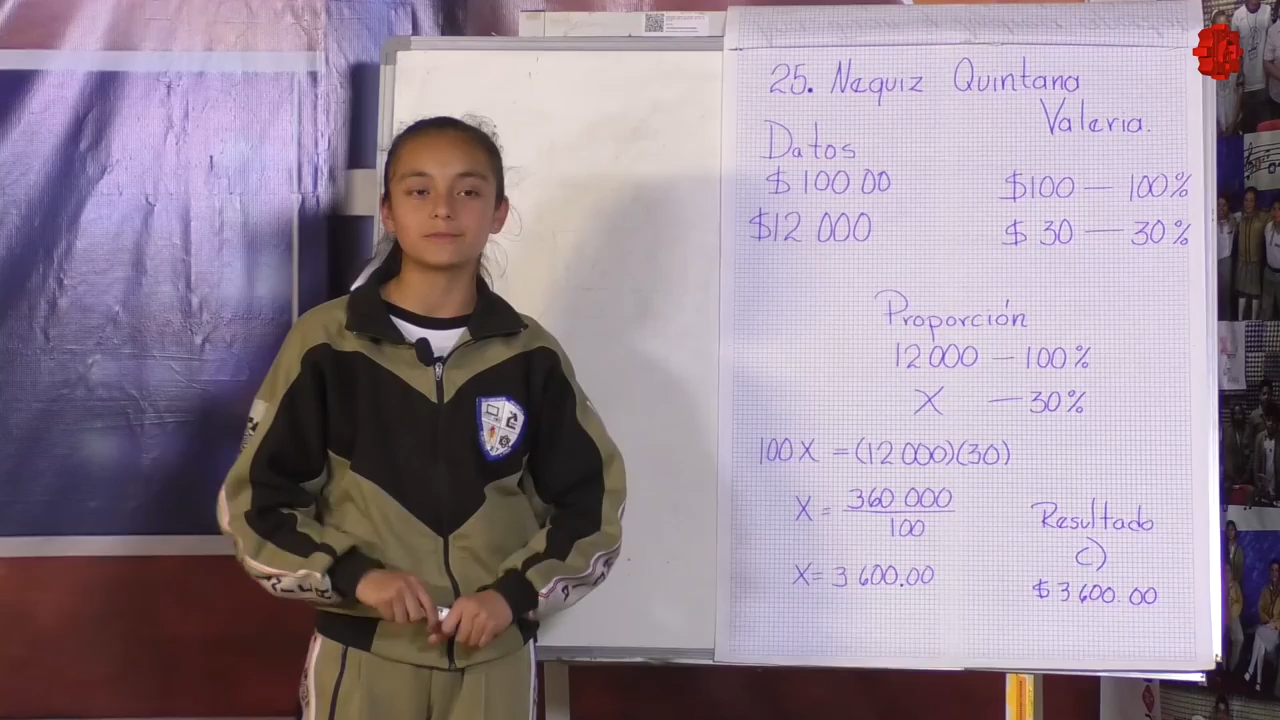 25. Nequiz Quintana
Valeria.
Datos
$ 100 00
$12 000
$100 — 100%
$ 30 — 30%
Proporción
12 000 — 100%
X — 30%
100 X = (12 000)(30)
X = 360 000
100
X = 3 600.00
Resultado
c)
$ 3 600. 00